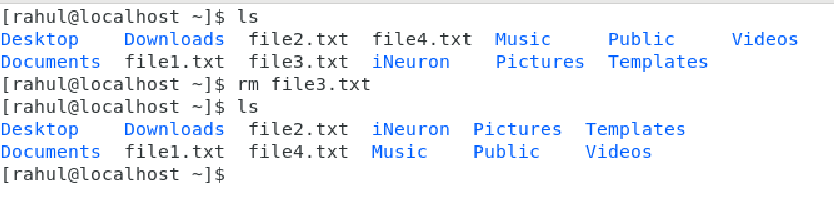 [rahul@localhost ~]$ ls
Desktop    Downloads  file2.txt  file4.txt  Music     Public     Videos
Documents  file1.txt  file3.txt  iNeuron    Pictures  Templates
[rahul@localhost ~]$ rm file3.txt
[rahul@localhost ~]$ ls
Desktop    Downloads  file2.txt  iNeuron  Pictures  Templates
Documents  file1.txt  file4.txt  Music    Public    Videos
[rahul@localhost ~]$